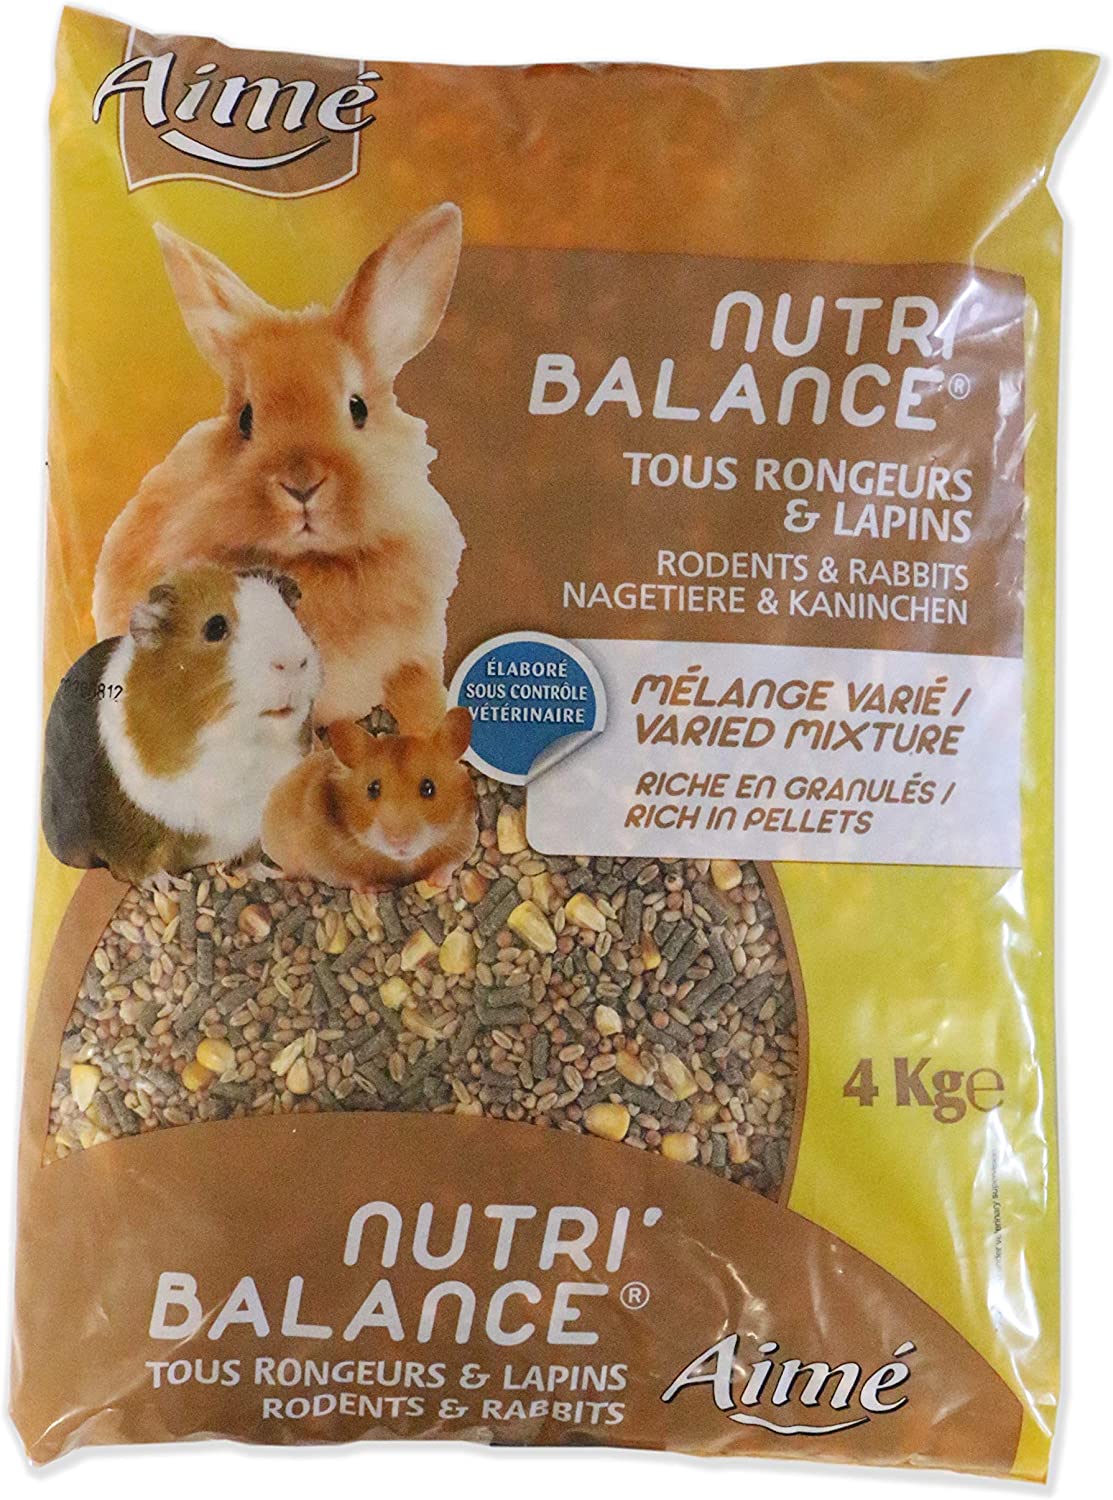 Aimé
NUTRI'
BALANCE®
TOUS RONGEURS
& LAPINS
RODENTS & RABBITS
NAGETIERE & KANINCHEN
ÉLABORÉ
SOUS CONTRÔLE
VÉTÉRINAIRE
MÉLANGE VARIÉ /
VARIED MIXTURE
RICHE EN GRANULÉS /
RICH IN PELLETS
4 Kg℮
NUTRI'
BALANCE®
TOUS RONGEURS & LAPINS
RODENTS & RABBITS
Aimé